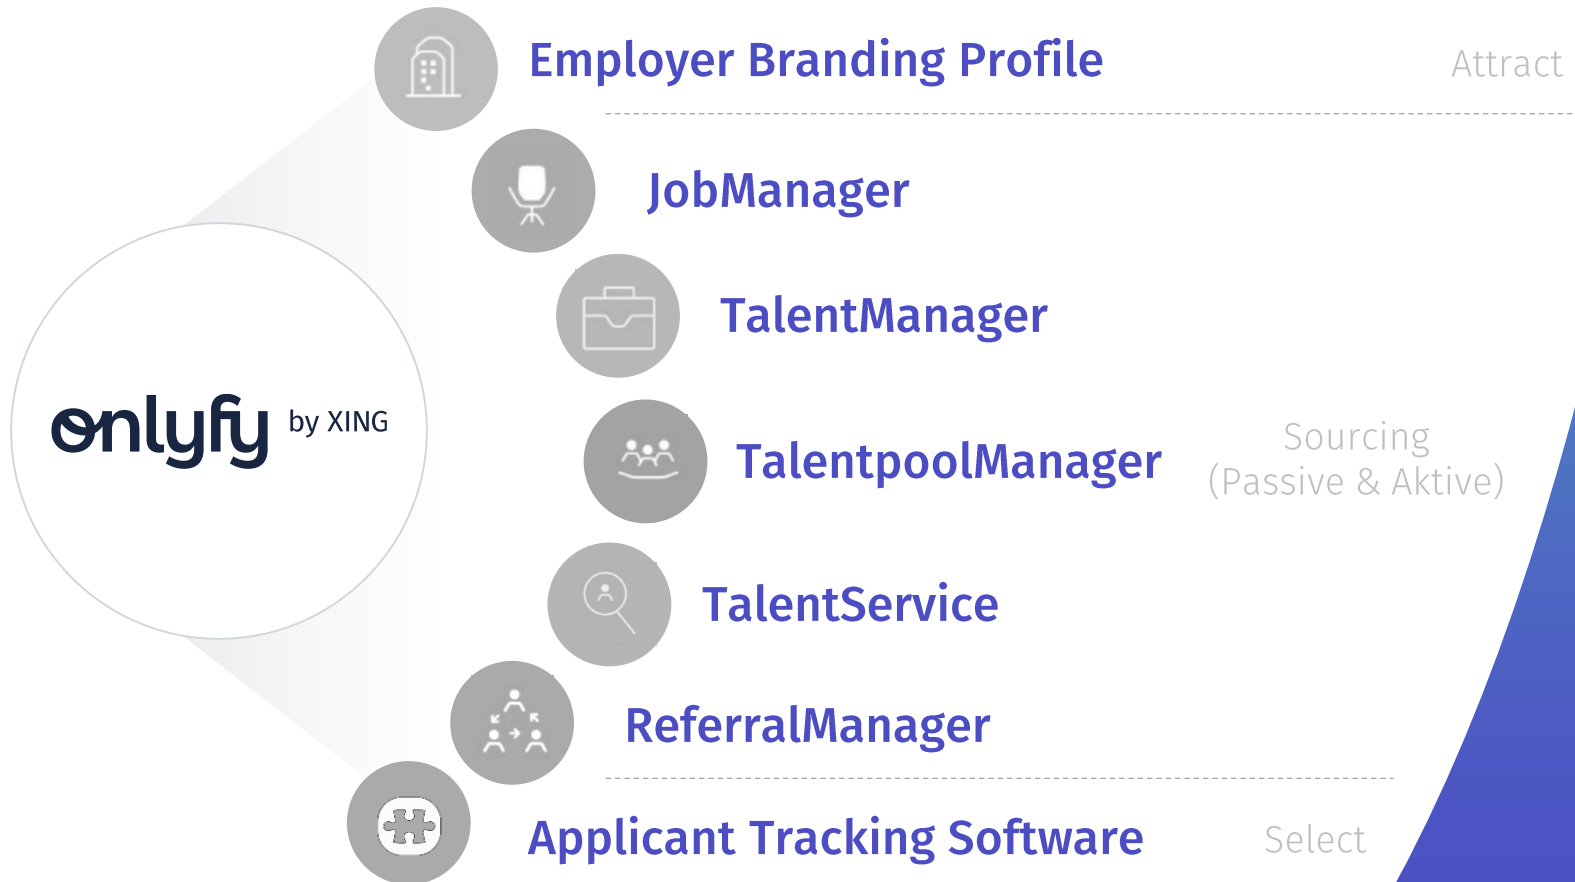 Employer Branding Profile
Attract
JobManager
TalentManager
onlyfy by XING
TalentpoolManager
Sourcing
(Passive & Aktive)
TalentService
ReferralManager
Applicant Tracking Software
Select